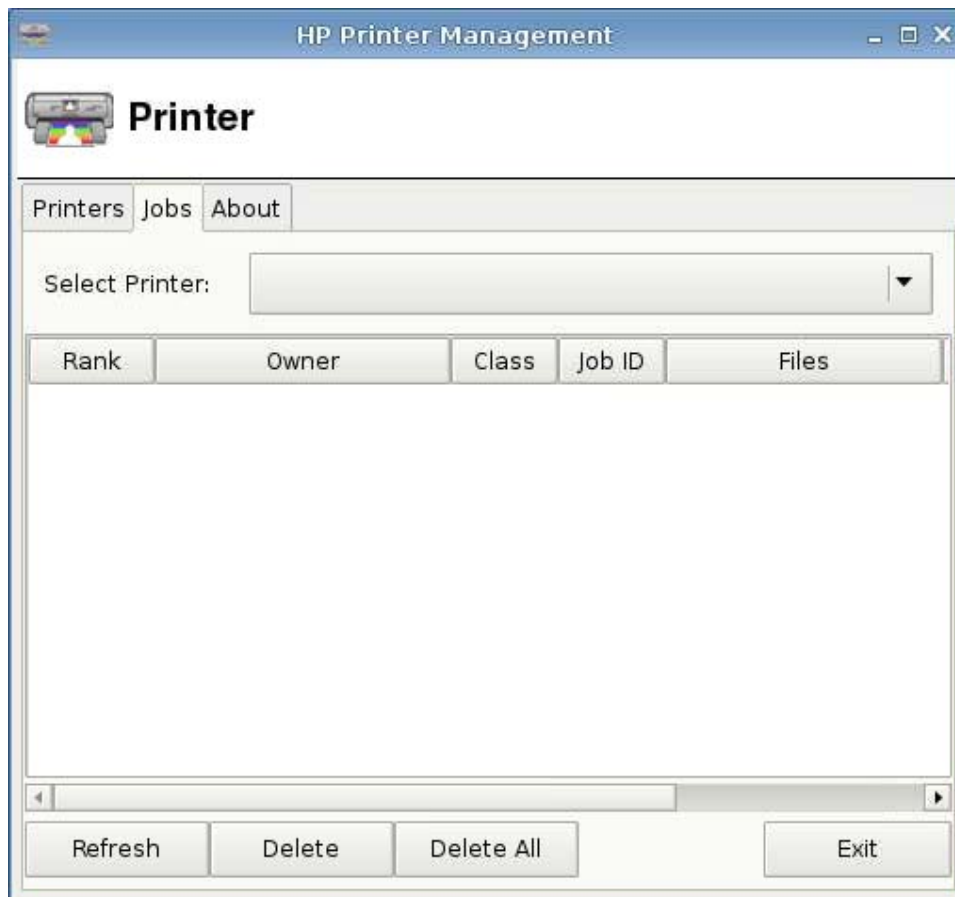 HP Printer Management
Printer
Printers Jobs About
Select Printer:
Rank Owner Class Job ID Files
Refresh Delete Delete All Exit